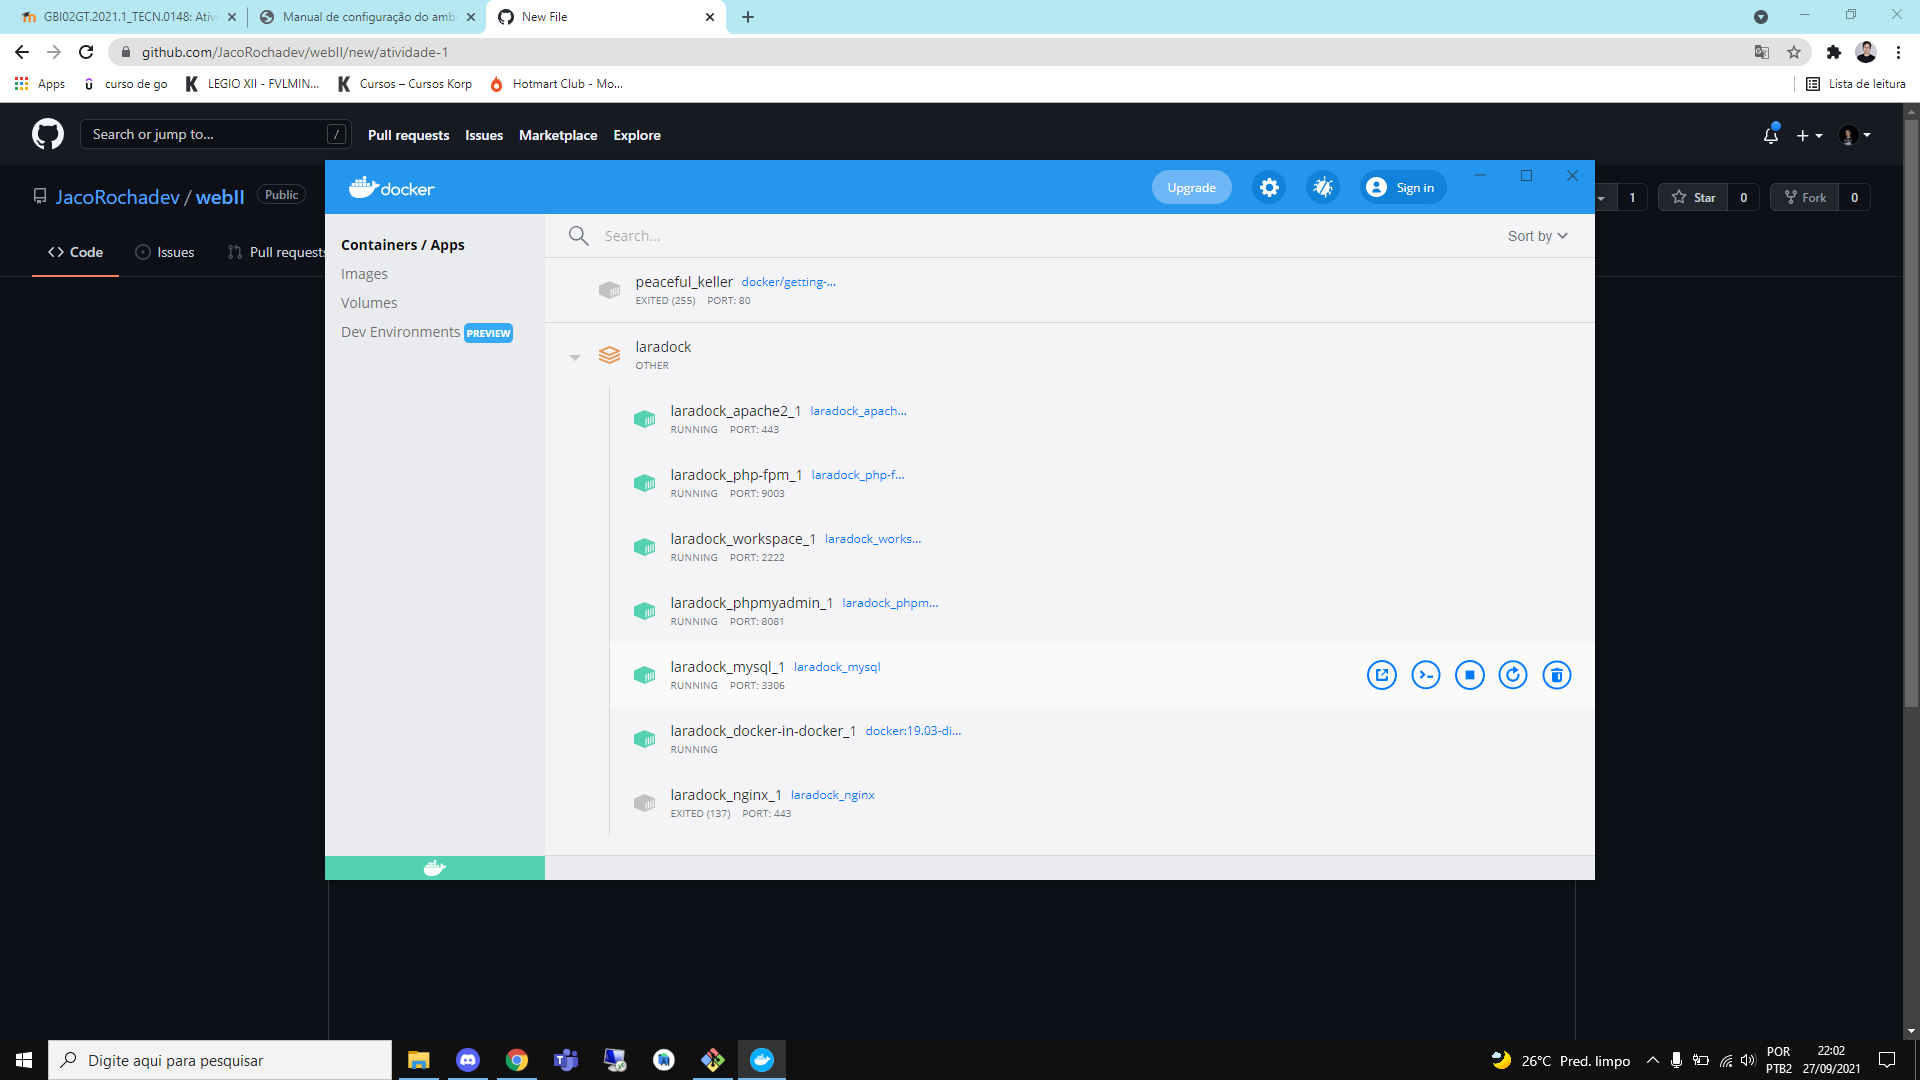 GBI02GT.2021.1_TECN.0148: Ativi
Manual de configuração do ambi
New File
github.com/JacoRochadev/webII/new/atividade-1
Apps
curso de go
LEGIO XII - FVLMIN...
Cursos – Cursos Korp
Hotmart Club - Mo...
Lista de leitura
Search or jump to...
/
Pull requests
Issues
Marketplace
Explore
JacoRochadev / webII
Public
1
Star
0
Fork
0
Code
Issues
Pull requests
docker
Upgrade
Sign in
Containers / Apps
Images
Volumes
Dev Environments PREVIEW
Search...
Sort by
peaceful_keller docker/getting-...
EXITED (255) PORT: 80
laradock
OTHER
laradock_apache2_1 laradock_apach...
RUNNING PORT: 443
laradock_php-fpm_1 laradock_php-f...
RUNNING PORT: 9003
laradock_workspace_1 laradock_works...
RUNNING PORT: 2222
laradock_phpmyadmin_1 laradock_phpm...
RUNNING PORT: 8081
laradock_mysql_1 laradock_mysql
RUNNING PORT: 3306
laradock_docker-in-docker_1 docker:19.03-di...
RUNNING
laradock_nginx_1 laradock_nginx
EXITED (137) PORT: 443
Digite aqui para pesquisar
26°C Pred. limpo
POR
PTB2
22:02
27/09/2021